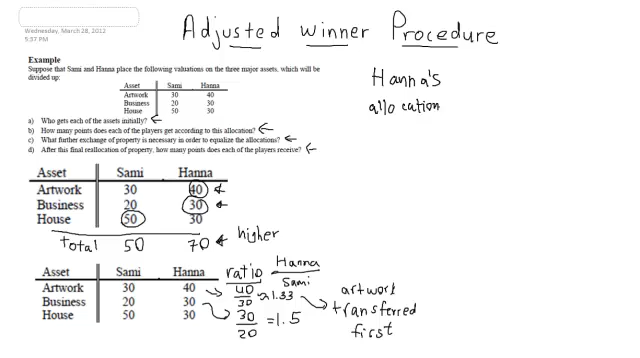 Adjusted winner Procedure
Wednesday, March 28, 2012
5:37 PM
Example
Suppose that Sami and Hanna place the following valuations on the three major assets, which will be
divided up:
Asset Sami Hanna
Artwork 30 40
Business 20 30
House 50 30
a) Who gets each of the assets initially?
b) How many points does each of the players get according to this allocation?
c) What further exchange of property is necessary in order to equalize the allocations?
d) After this final reallocation of property, how many points does each of the players receive?
Hanna's
allocation
Asset Sami Hanna
Artwork 30 40
Business 20 30
House 50 30
total 50 70 higher
Asset Sami Hanna ratio Hanna/Sami
Artwork 30 40 40/30 ≈ 1.33
Business 20 30 30/20 = 1.5
House 50 30
artwork
transferred
first